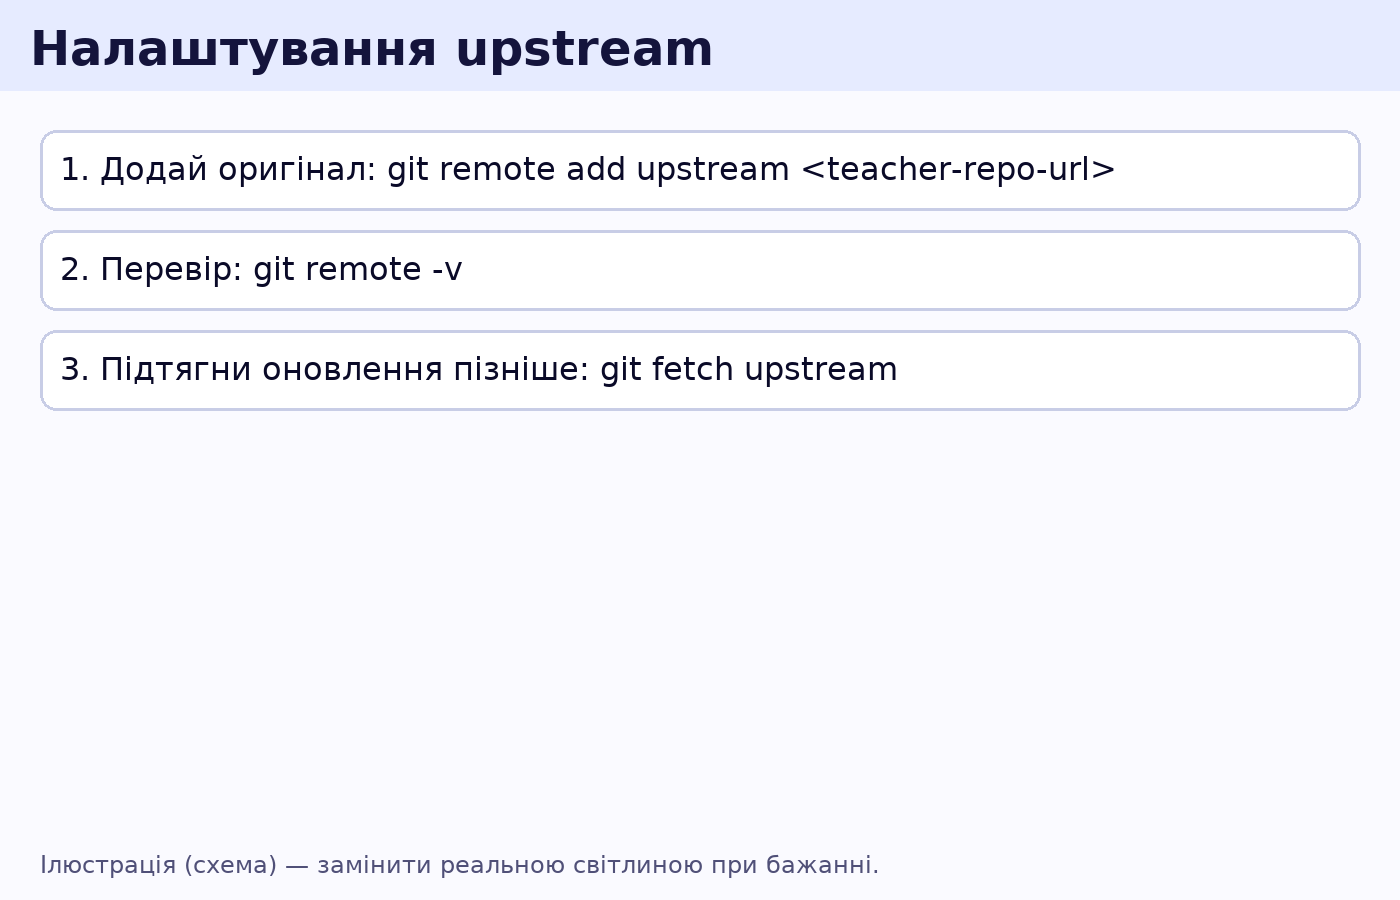 Налаштування upstream
1. Додай оригінал: git remote add upstream <teacher-repo-url>
2. Перевір: git remote -v
3. Підтягни оновлення пізніше: git fetch upstream
Ілюстрація (схема) — замінити реальною світлиною при бажанні.